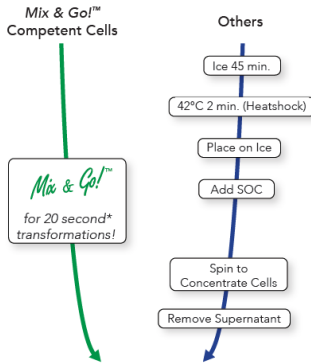 Mix & Go!™
Competent Cells
Others
Ice 45 min.
42ºC 2 min. (Heatshock)
Place on Ice
Add SOC
Mix & Go!™
for 20 second*
transformations!
Spin to
Concentrate Cells
Remove Supernatant